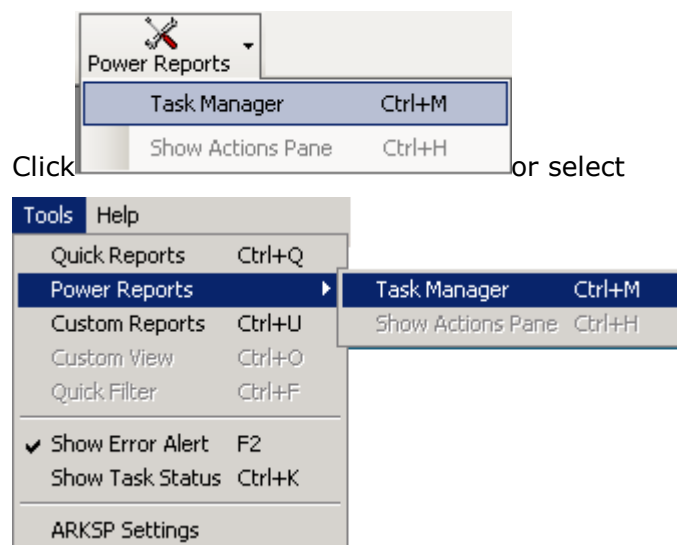 Power Reports
Task Manager Ctrl+M
Show Actions Pane Ctrl+H
Click or select
Tools Help
Quick Reports Ctrl+Q
Power Reports Task Manager Ctrl+M
Custom Reports Ctrl+U Show Actions Pane Ctrl+H
Custom View Ctrl+O
Quick Filter Ctrl+F
Show Error Alert F2
Show Task Status Ctrl+K
ARKSP Settings